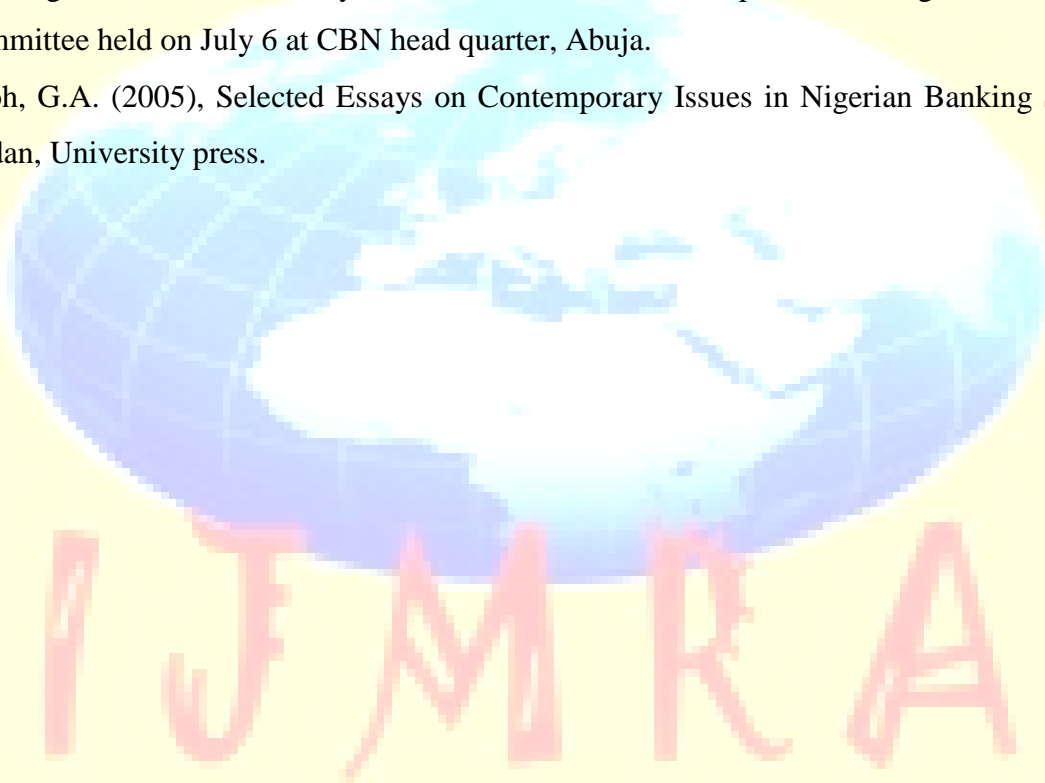 mmittee held on July 6 at CBN head quarter, Abuja.
h, G.A. (2005), Selected Essays on Contemporary Issues in Nigerian Banking
dan, University press.
IJMRA